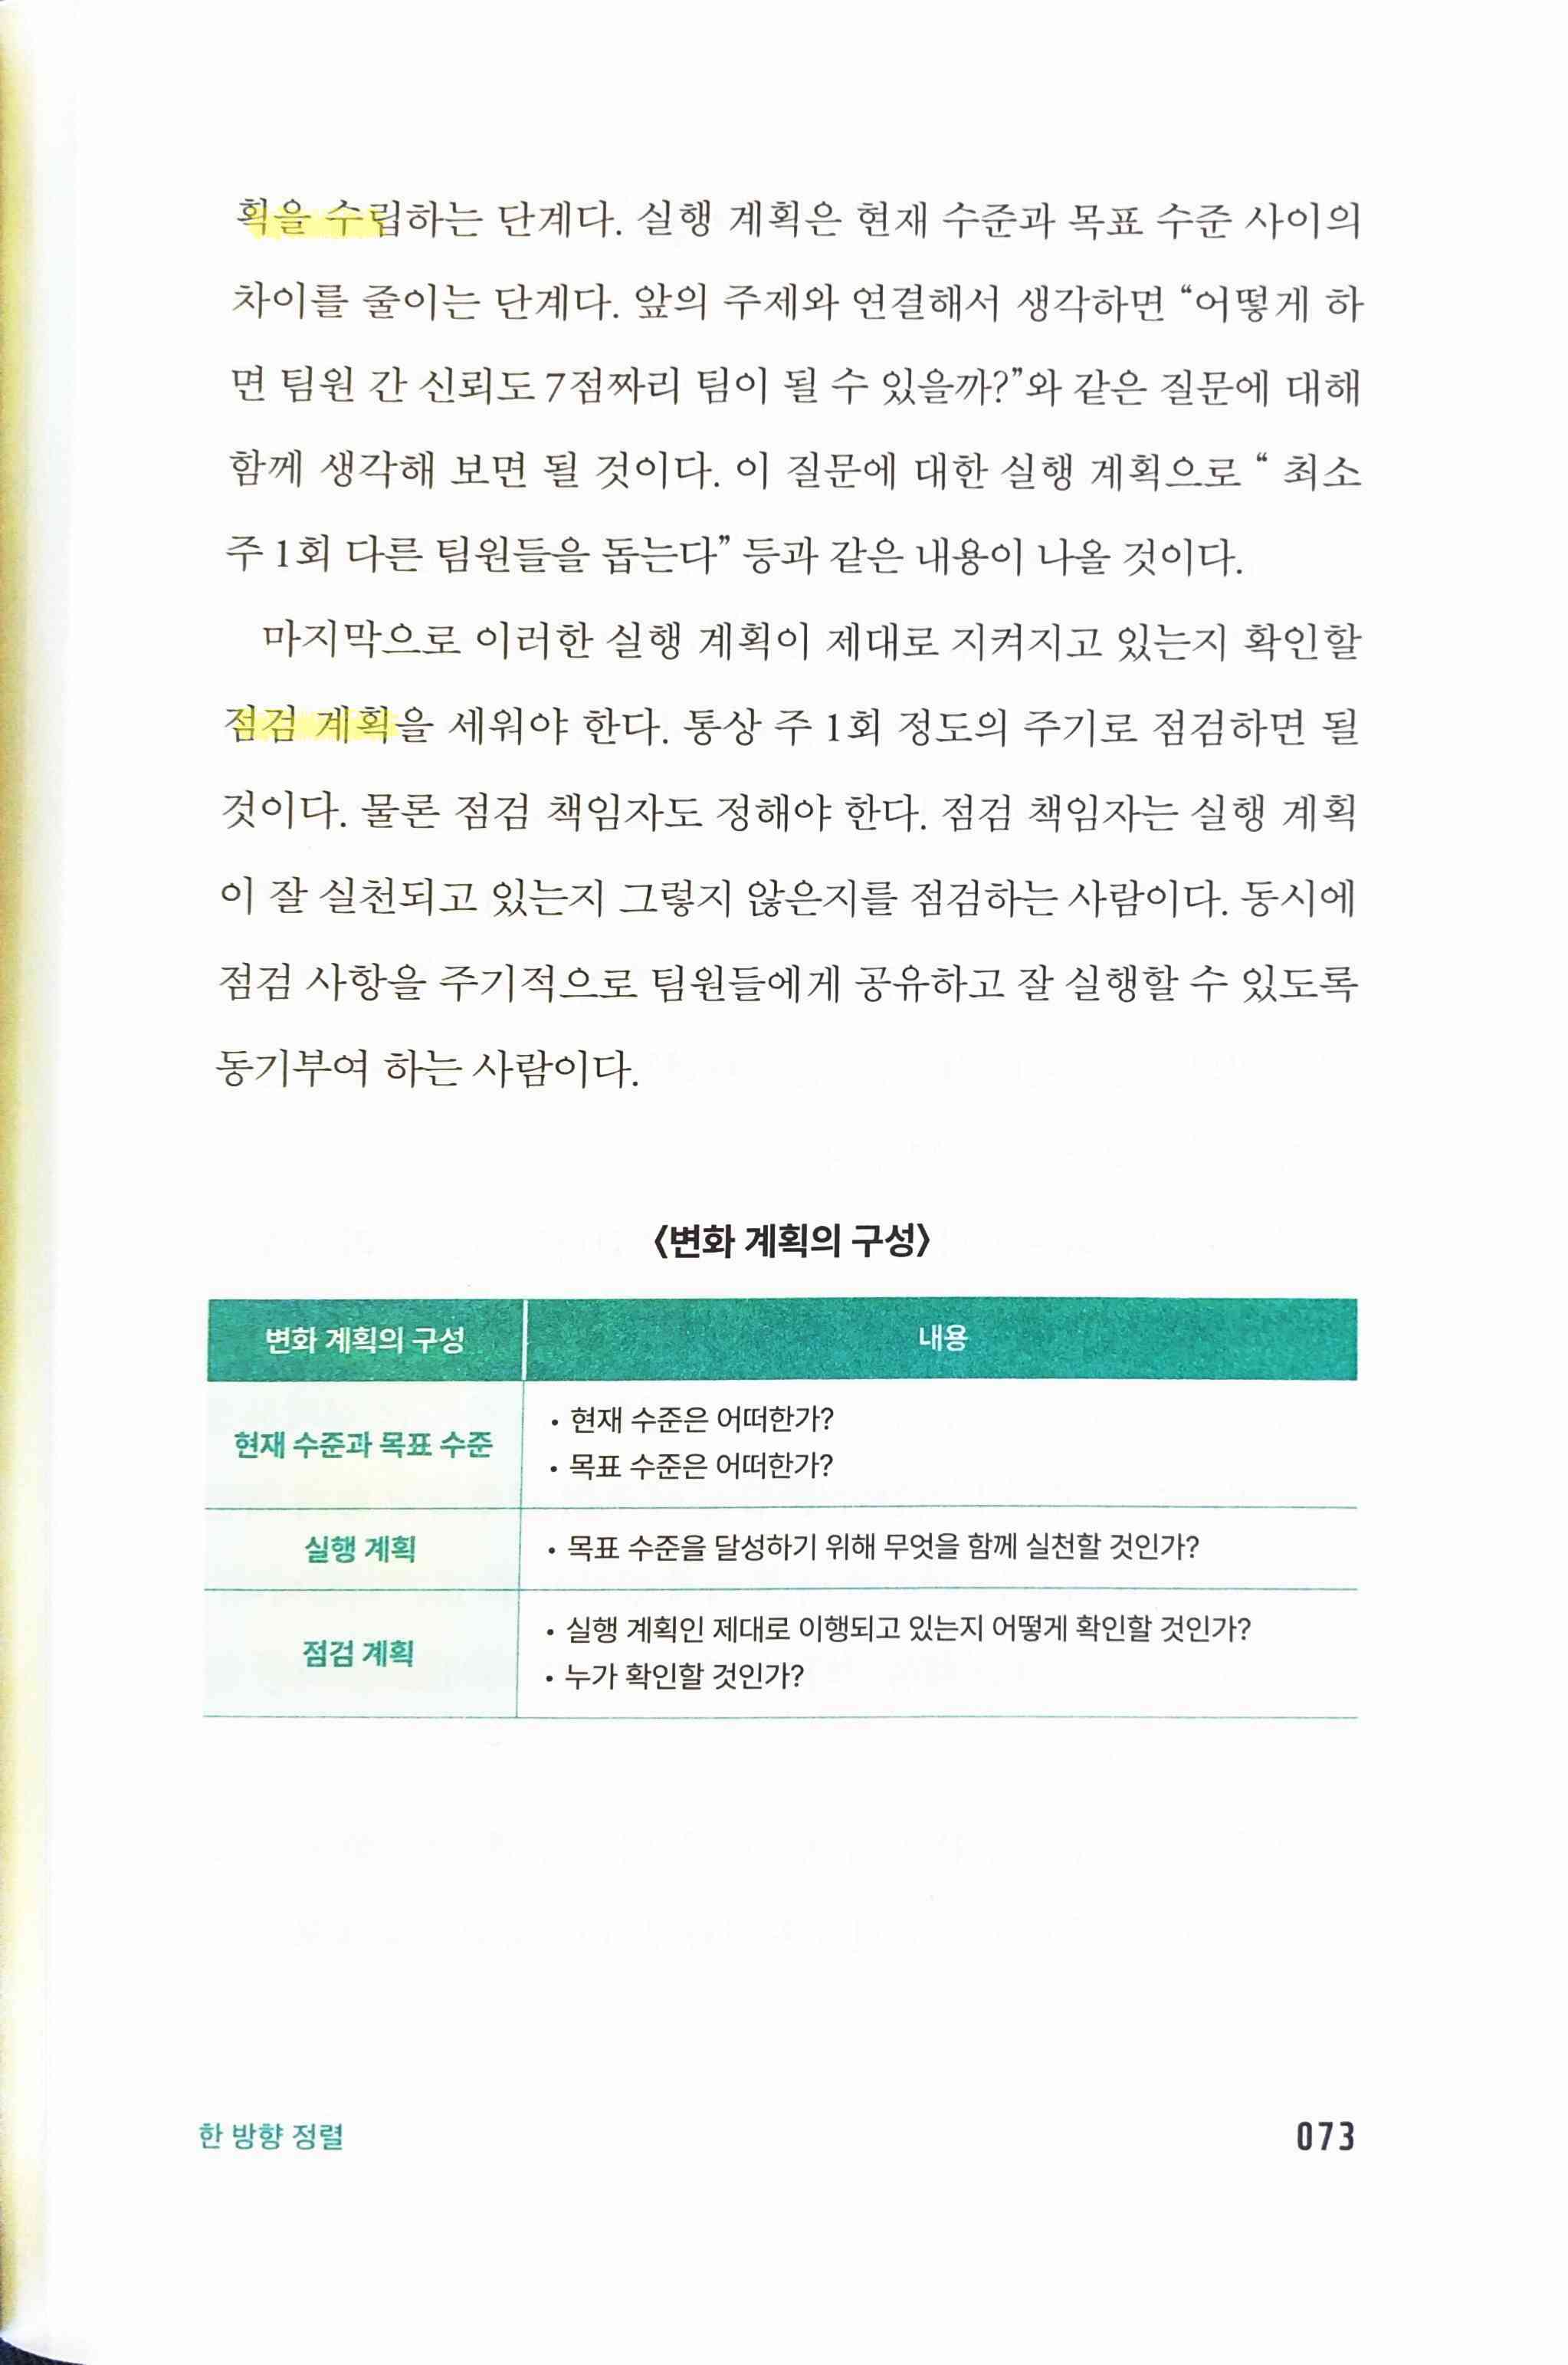 획을 수립하는 단계다. 실행 계획은 현재 수준과 목표 수준 사이의
차이를 줄이는 단계다. 앞의 주제와 연결해서 생각하면 “어떻게 하
면 팀원 간 신뢰도 7점짜리 팀이 될 수 있을까?”와 같은 질문에 대해
함께 생각해 보면 될 것이다. 이 질문에 대한 실행 계획으로 “ 최소
주 1회 다른 팀원들을 돕는다” 등과 같은 내용이 나올 것이다.
마지막으로 이러한 실행 계획이 제대로 지켜지고 있는지 확인할
점검 계획을 세워야 한다. 통상 주 1회 정도의 주기로 점검하면 될
것이다. 물론 점검 책임자도 정해야 한다. 점검 책임자는 실행 계획
이 잘 실천되고 있는지 그렇지 않은지를 점검하는 사람이다. 동시에
점검 사항을 주기적으로 팀원들에게 공유하고 잘 실행할 수 있도록
동기부여 하는 사람이다.
〈변화 계획의 구성〉
변화 계획의 구성 내용
현재 수준과 목표 수준
• 현재 수준은 어떠한가?
• 목표 수준은 어떠한가?
실행 계획
• 목표 수준을 달성하기 위해 무엇을 함께 실천할 것인가?
점검 계획
• 실행 계획인 제대로 이행되고 있는지 어떻게 확인할 것인가?
• 누가 확인할 것인가?
한 방향 정렬
073